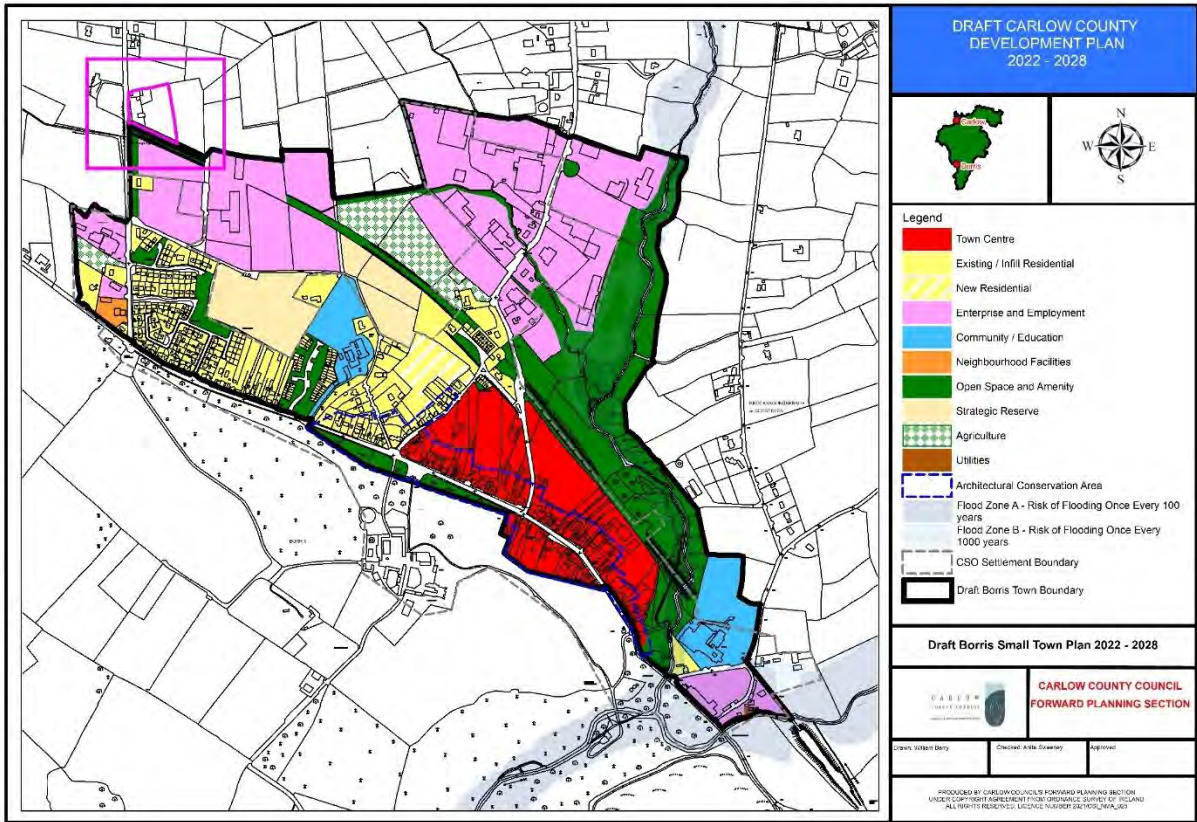 DRAFT CARLOW COUNTY
DEVELOPMENT PLAN
2022 - 2028
Carlow
Borris
N
W
E
S
Legend
Town Centre
Existing / Infill Residential
New Residential
Enterprise and Employment
Community / Education
Neighbourhood Facilities
Open Space and Amenity
Strategic Reserve
Agriculture
Utilities
Architectural Conservation Area
Flood Zone A - Risk of Flooding Once Every 100
years
Flood Zone B - Risk of Flooding Once Every
1000 years
CSO Settlement Boundary
Draft Borris Town Boundary
Draft Borris Small Town Plan 2022 - 2028
CARLOW
COUNTY COUNCIL
CARLOW COUNTY COUNCIL
FORWARD PLANNING SECTION
Drawn: William Barry
Checked: Anita Sweeney
Approved
PRODUCED BY CARLOW COUNCIL'S FORWARD PLANNING SECTION
UNDER COPYRIGHT AGREEMENT FROM ORDNANCE SURVEY OF IRELAND
ALL RIGHTS RESERVED. LICENCE NUMBER